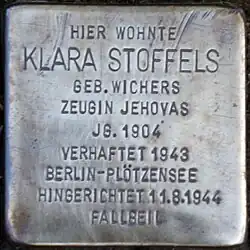 HIER WOHNTE
KLARA STOFFELS
GEB. WICHERS
ZEUGIN JEHOVAS
JG. 1904
VERHAFTET 1943
BERLIN-PLÖTZENSEE
HINGERICHTET 11.8.1944
FALLBEIL